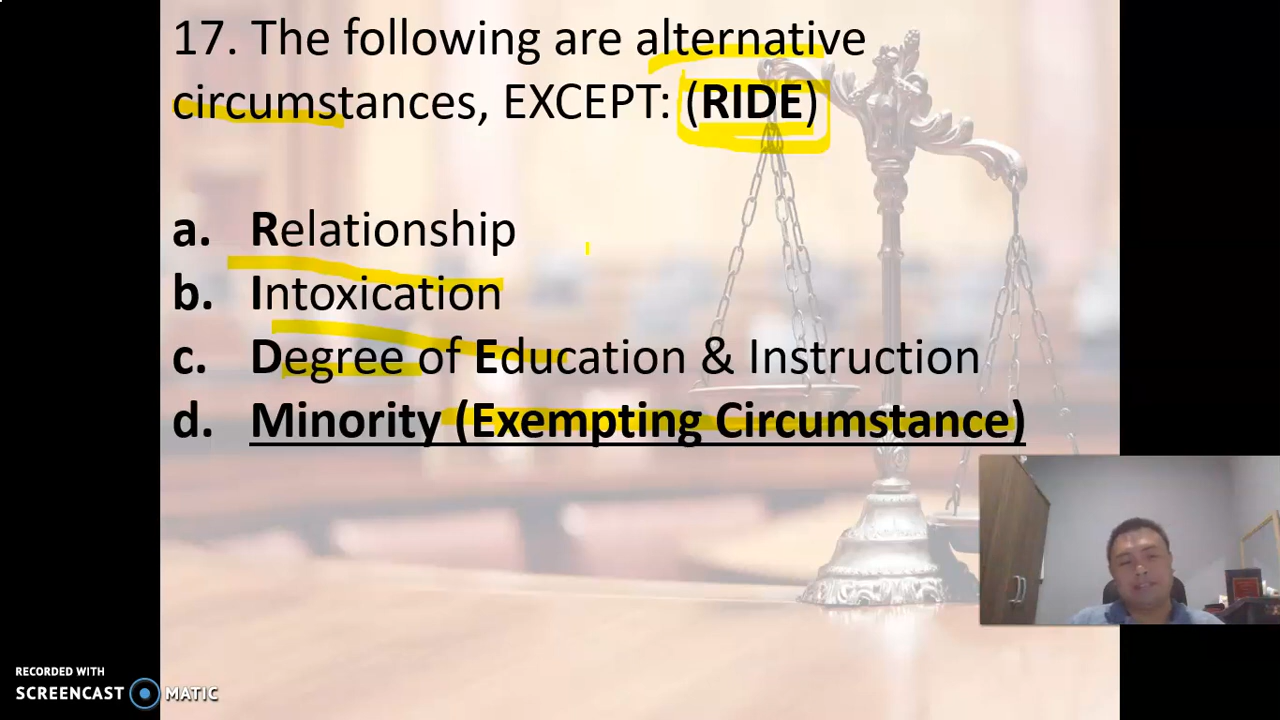 17. The following are alternative
circumstances, EXCEPT: (RIDE)
a. Relationship
b. Intoxication
c. Degree of Education & Instruction
d. Minority (Exempting Circumstance)
RECORDED WITH
SCREENCAST MATIC